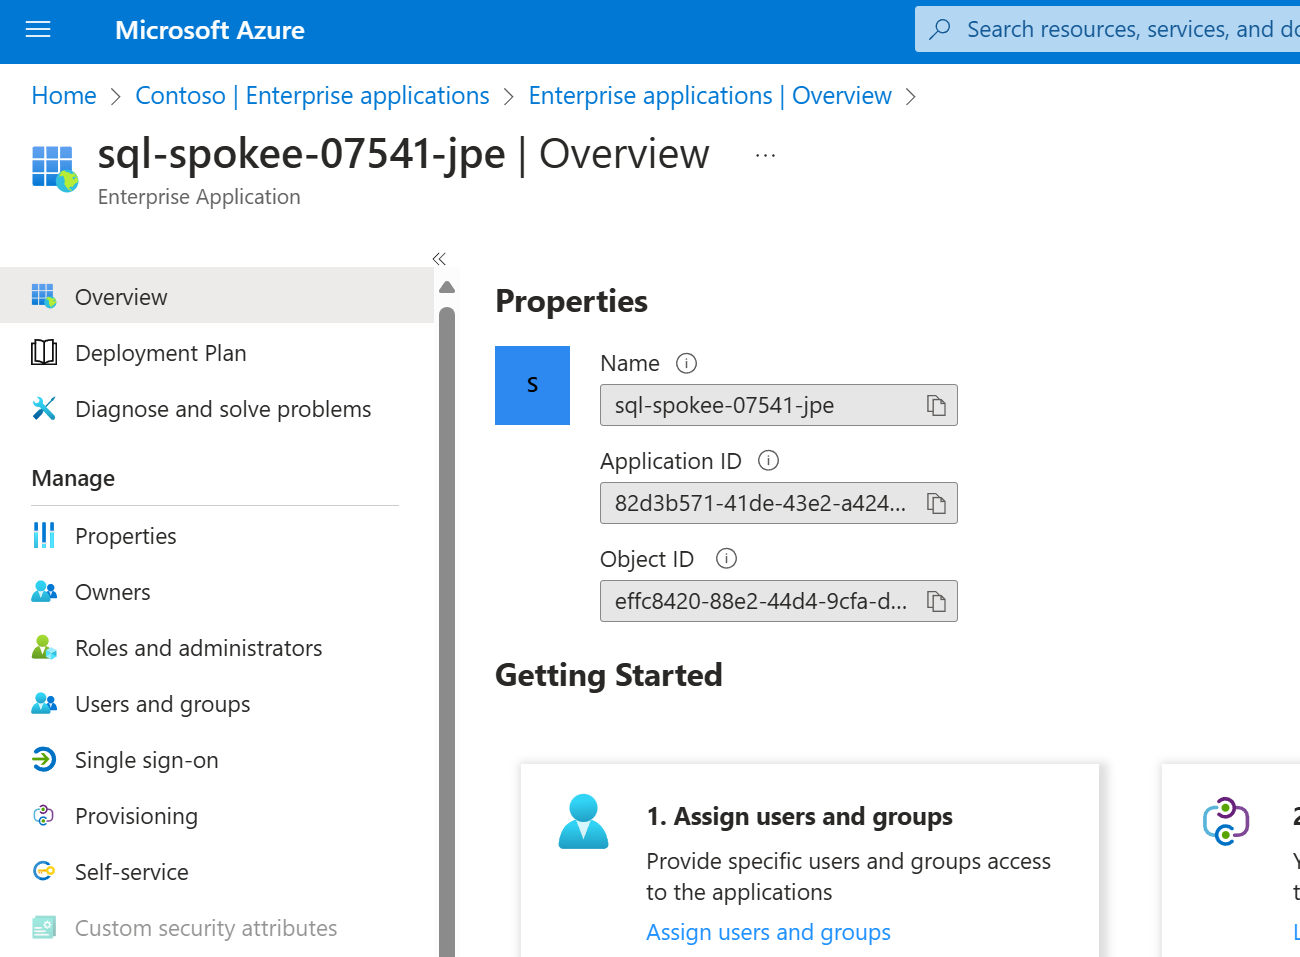 Microsoft Azure
Search resources, services, and do
Home > Contoso | Enterprise applications > Enterprise applications | Overview >
sql-spokee-07541-jpe | Overview ...
Enterprise Application
Overview
Deployment Plan
Diagnose and solve problems
Manage
Properties
Owners
Roles and administrators
Users and groups
Single sign-on
Provisioning
Self-service
Custom security attributes
Properties
S
Name
sql-spokee-07541-jpe
Application ID
82d3b571-41de-43e2-a424...
Object ID
effc8420-88e2-44d4-9cfa-d...
Getting Started
1. Assign users and groups
Provide specific users and groups access
to the applications
Assign users and groups